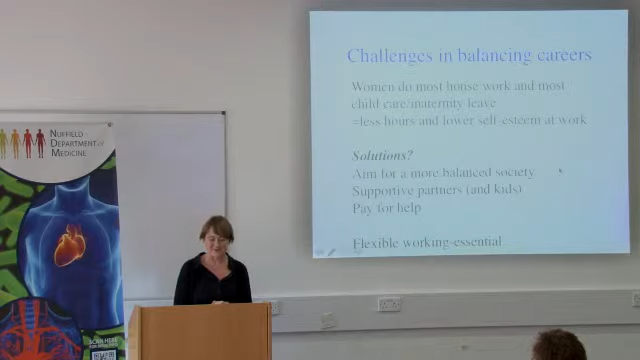 NUFFIELD
DEPARTMENT of
MEDICINE
SCAN HERE
Challenges in balancing careers
Women do most house work and most
child care/maternity leave
=less hours and lower self-esteem at work
Solutions?
Aim for a more balanced society
Supportive partners (and kids)
Pay for help
Flexible working-essential